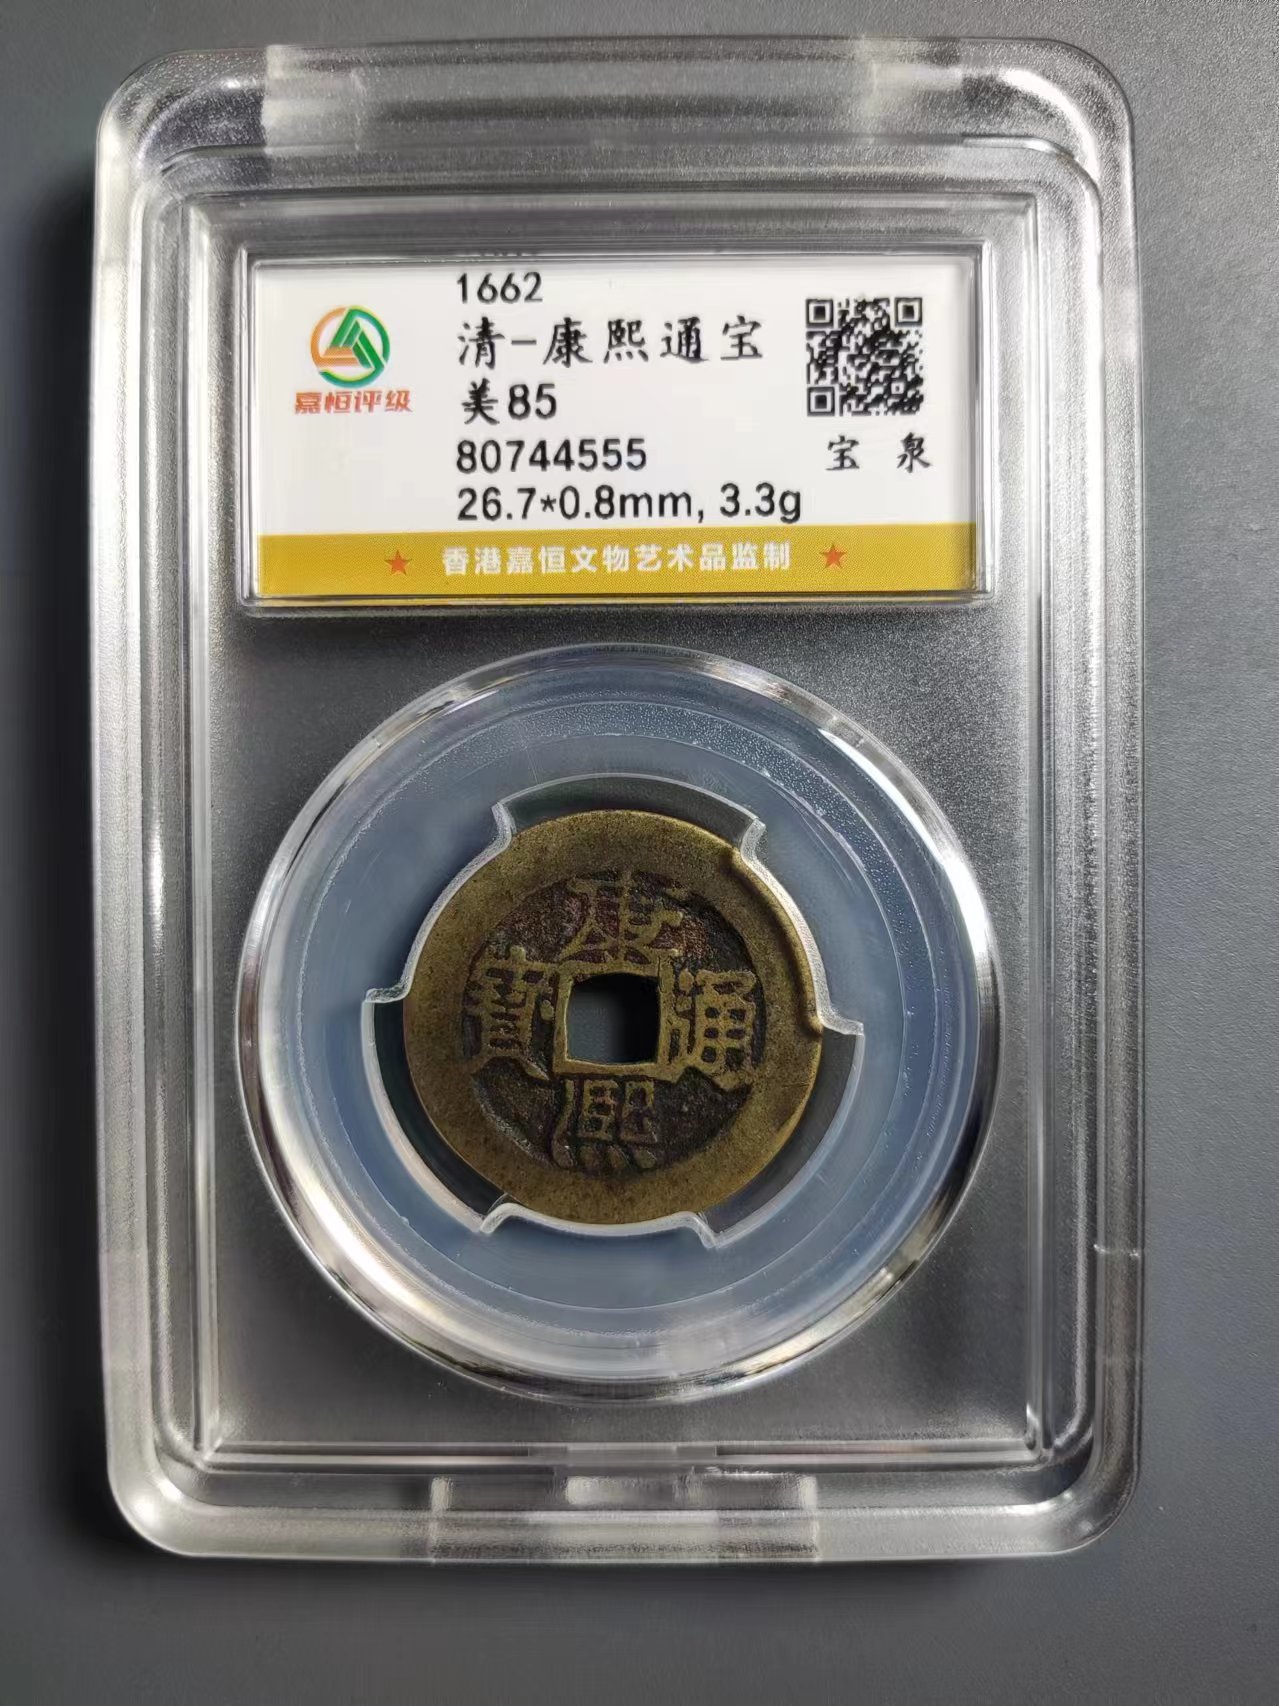 1662
清-康熙通宝
美85
80744555
26.7*0.8mm, 3.3g
嘉恒评级
宝 泉
★ 香港嘉恒文物艺术品监制 ★
康熙通寶